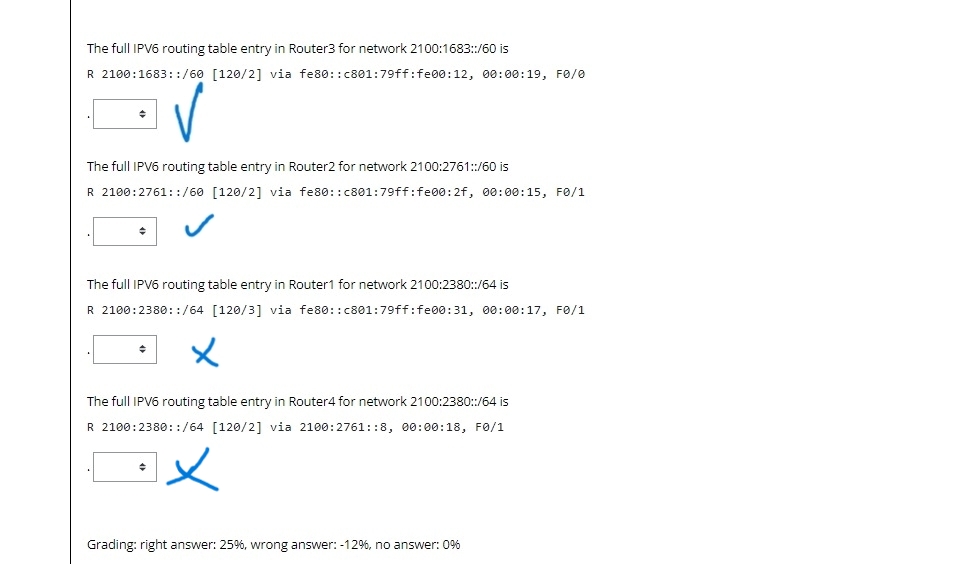 The full IPV6 routing table entry in Router3 for network 2100:1683::/60 is
R 2100:1683::/60 [120/2] via fe80::c801:79ff:fe00:12, 00:00:19, F0/0
.
The full IPV6 routing table entry in Router2 for network 2100:2761::/60 is
R 2100:2761::/60 [120/2] via fe80::c801:79ff:fe00:2f, 00:00:15, F0/1
.
The full IPV6 routing table entry in Router1 for network 2100:2380::/64 is
R 2100:2380::/64 [120/3] via fe80::c801:79ff:fe00:31, 00:00:17, F0/1
.
The full IPV6 routing table entry in Router4 for network 2100:2380::/64 is
R 2100:2380::/64 [120/2] via 2100:2761::8, 00:00:18, F0/1
.
Grading: right answer: 25%, wrong answer: -12%, no answer: 0%